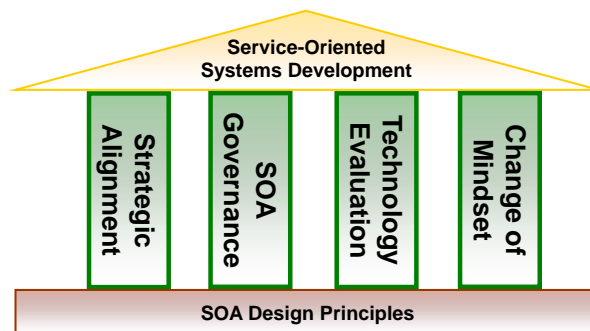 Service-Oriented
Systems Development
Strategic
Alignment
SOA
Governance
Technology
Evaluation
Change of
Mindset
SOA Design Principles